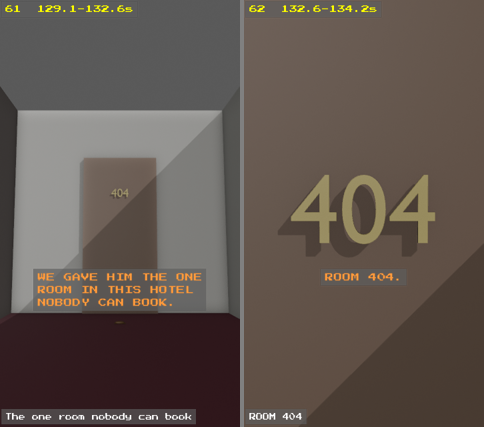 61 129.1-132.6s
404
WE GAVE HIM THE ONE
ROOM IN THIS HOTEL
NOBODY CAN BOOK.
The one room nobody can book
62 132.6-134.2s
404
ROOM 404.
ROOM 404